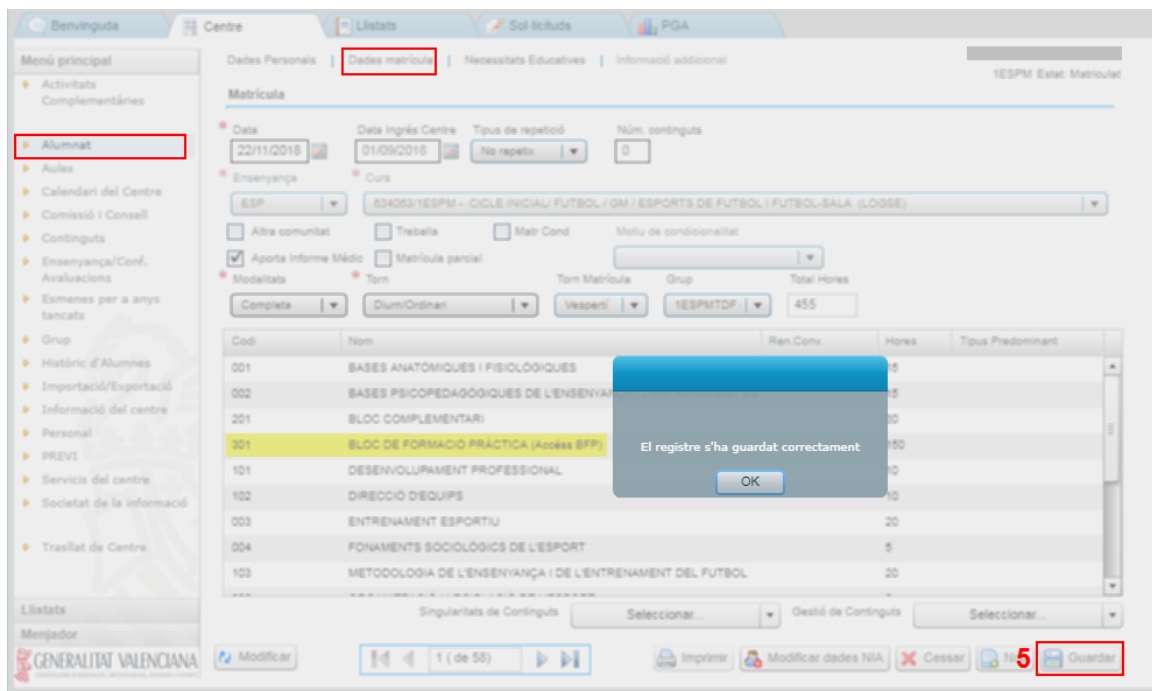 Benvinguda Centre Llistats Sol·licituds PGA
Menú principal
Activitats
Complementàries
Alumnat
Aules
Calendari del Centre
Comissió i Consell
Continguts
Ensenyança/Conf.
Avaluacions
Esmenes per a anys
tancats
Grup
Històric d'Alumnes
Importació/Exportació
Informació del centre
Personal
PREVI
Servicis del centre
Societat de la informació
Trasllat de Centre
Llistats
Menjador
GENERALITAT VALENCIANA
Dades Personals | Dades matrícula | Necessitats Educatives | Informació addicional
1ESPM Estat: Matriculat
Matrícula
* Data Data Ingrés Centre Tipus de repetició Núm. continguts
22/11/2018 01/09/2018 No repetix 0
* Ensenyança * Curs
ESP 634063/1ESPM - CICLE INICIAL/ FUTBOL / GM / ESPORTS DE FUTBOL I FUTBOL-SALA (LOGSE)
Altra comunitat Treballa Matr Cond Motiu de condicionalitat
Aporta Informe Mèdic Matrícula parcial
* Modalitats * Torn Torn Matrícula Grup Total Hores
Completa Diurn/Ordinari Vespertí 1ESPMTDF 455
Codi Nom Ren.Conv. Hores Tipus Predominant
001 BASES ANATÒMIQUES I FISIOLÒGIQUES 15
002 BASES PSICOPEDAGÒGIQUES DE L'ENSENYAN 15
201 BLOC COMPLEMENTARI 30
301 BLOC DE FORMACIÓ PRÀCTICA (Accéss BFP) 150
101 DESENVOLUPAMENT PROFESSIONAL 10
102 DIRECCIÓ D'EQUIPS 10
003 ENTRENAMENT ESPORTIU 20
004 FONAMENTS SOCIOLÒGICS DE L'ESPORT 5
103 METODOLOGIA DE L'ENSENYANÇA I DE L'ENTRENAMENT DEL FUTBOL 20
El registre s'ha guardat correctament
OK
Singularitats de Continguts Seleccionar... Gestió de Continguts Seleccionar...
Modificar 1 ( de 56) Imprimir Modificar dades NIA Cessar 5 Guardar